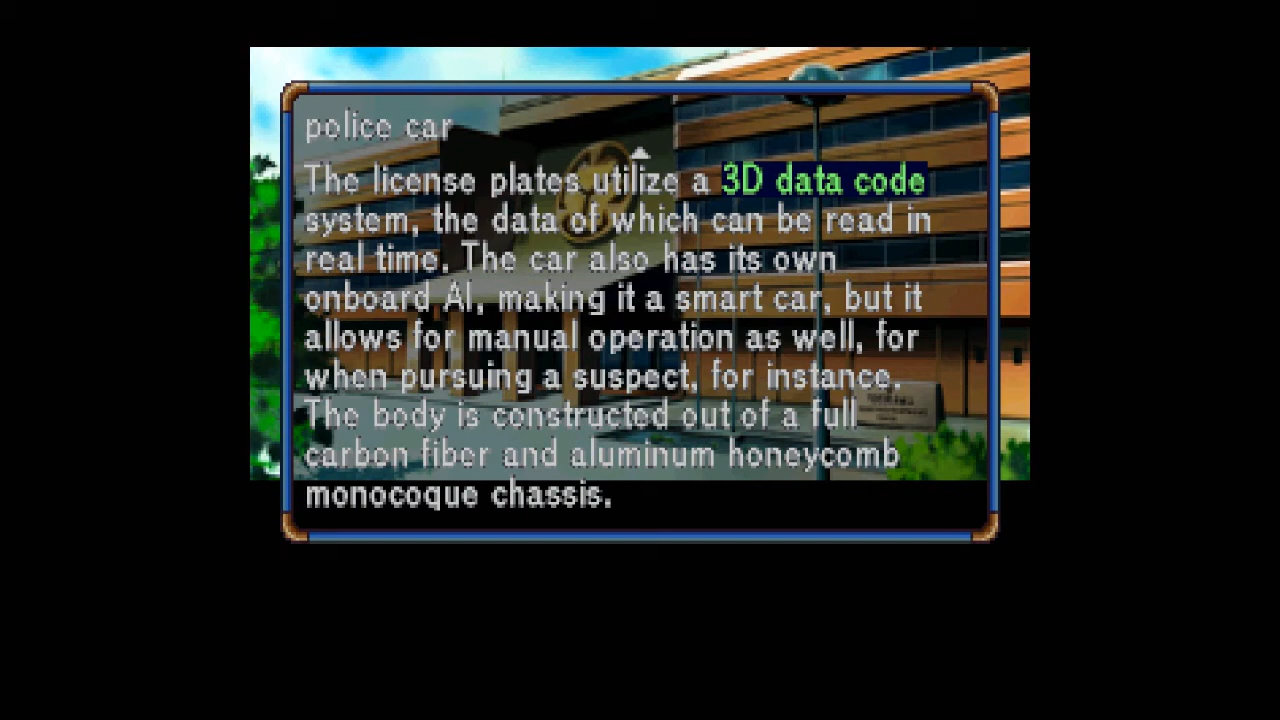 police car
The license plates utilize a 3D data code
system, the data of which can be read in
real time. The car also has its own
onboard AI, making it a smart car, but it
allows for manual operation as well, for
when pursuing a suspect, for instance.
The body is constructed out of a full
carbon fiber and aluminum honeycomb
monocoque chassis.